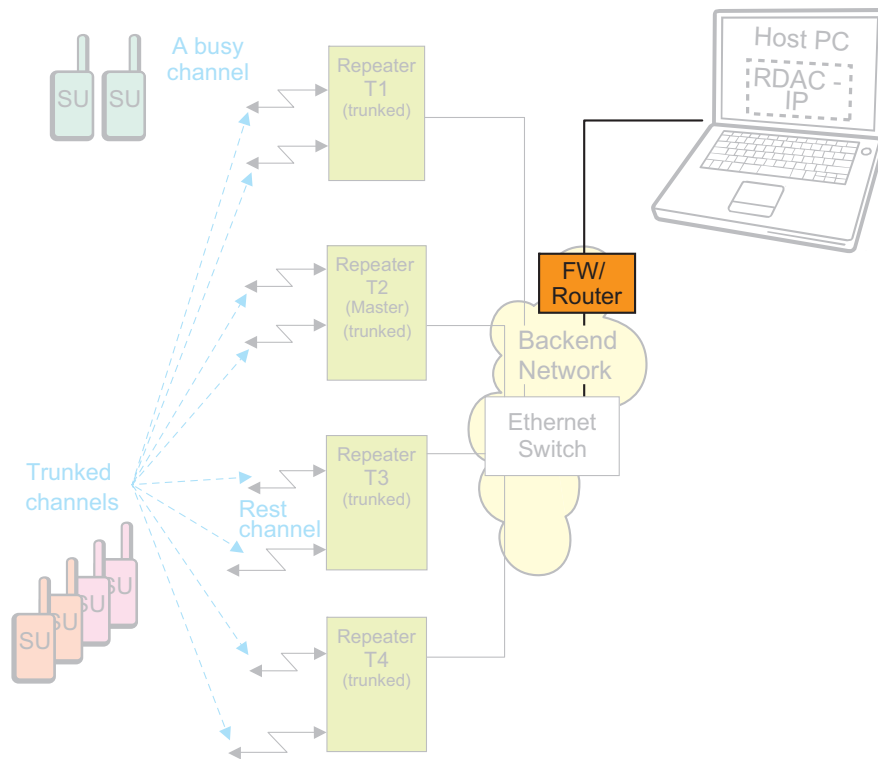 A busy
channel
SU
SU
Repeater
T1
(trunked)
Host PC
RDAC -
IP
Repeater
T2
(Master)
(trunked)
FW/
Router
Backend
Network
Ethernet
Switch
Trunked
channels
Repeater
T3
(trunked)
Rest
channel
SU
SU
SU
SU
Repeater
T4
(trunked)